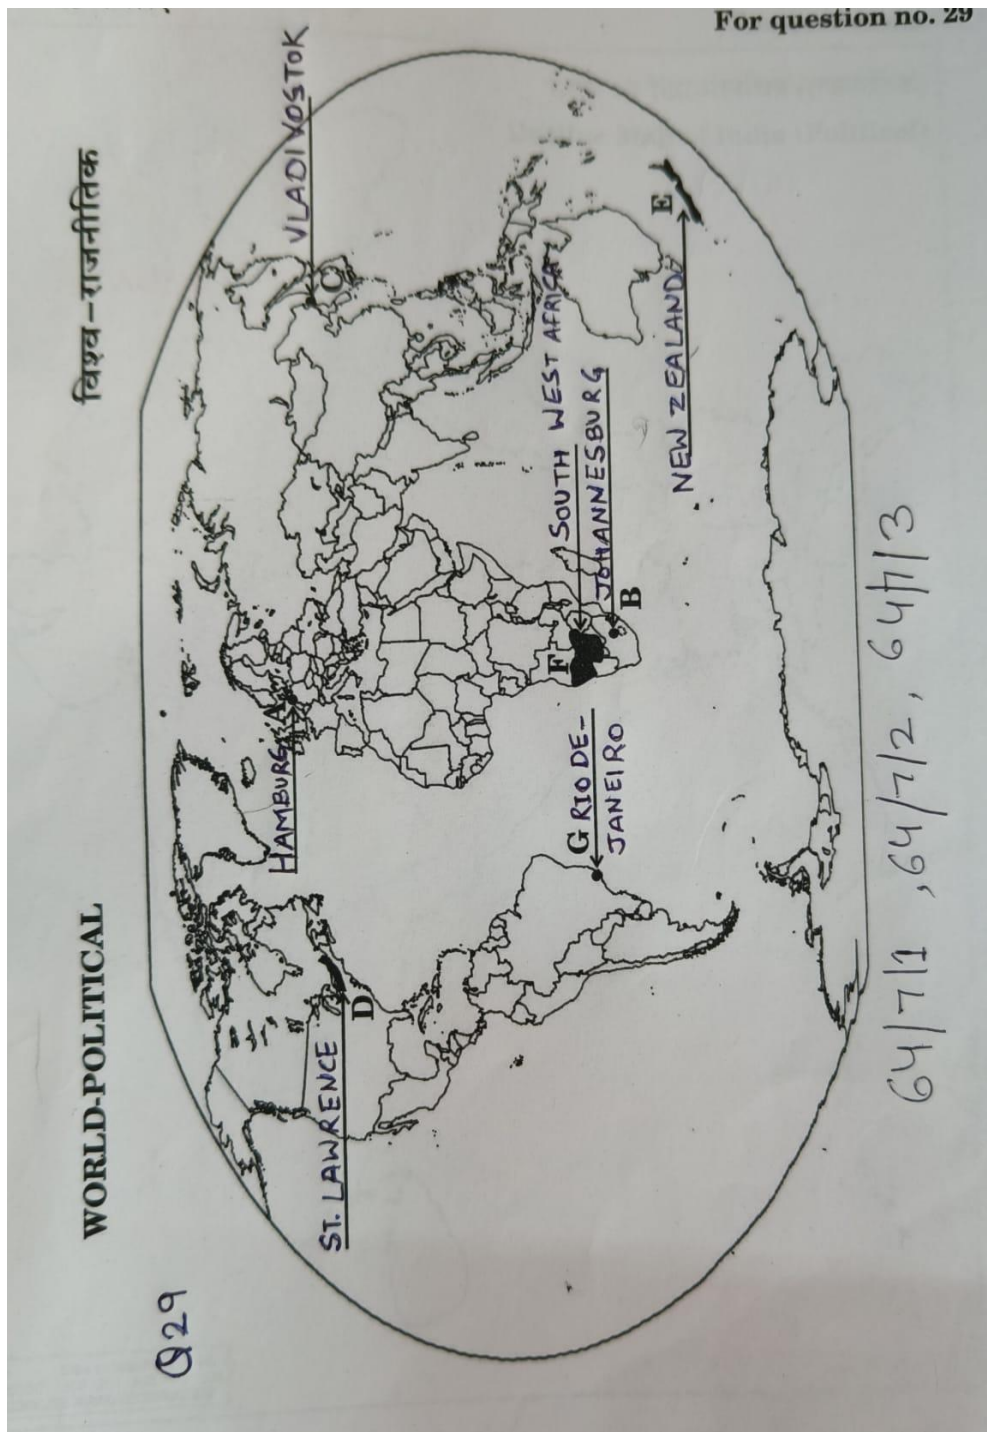 For question no. 29
विश्व-राजनीतिक
WORLD-POLITICAL
Q29
VLADIVOSTOK
C
HAMBURG
A
ST. LAWRENCE
D
SOUTH WEST AFRICA
F
JOHANNESBURG
B
NEW ZEALAND
E
G
RIO DE-
JANEIRO
64/7/1, 64/7/2, 64/7/3